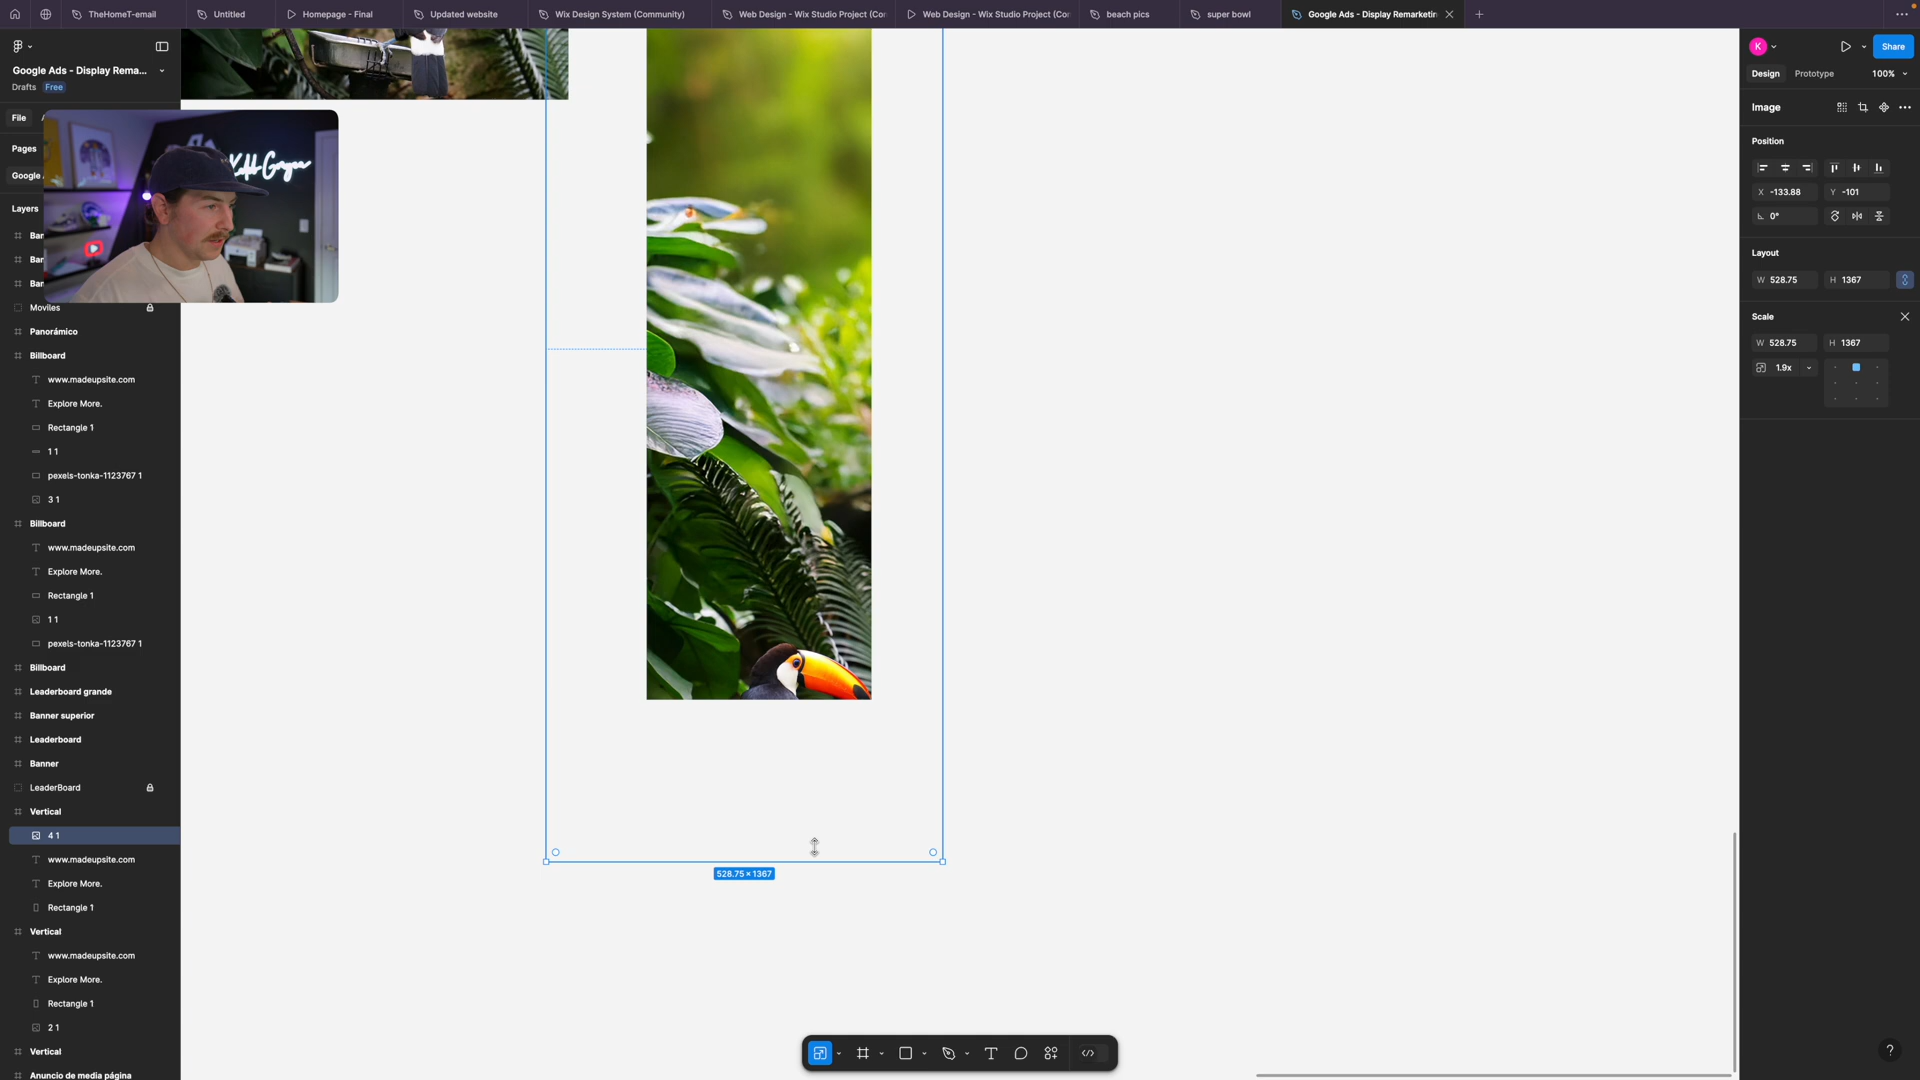 TheHomeT-email
Untitled
Homepage - Final
Updated website
Wix Design System (Community)
Web Design - Wix Studio Project (Co
Web Design - Wix Studio Project (Co
beach pics
super bowl
Google Ads - Display Remarketin
Google Ads - Display Rema...
Drafts Free
File
Pages
Google
Layers
Ban
Ban
Ban
Moviles
Panorámico
Billboard
www.madeupsite.com
Explore More.
Rectangle 1
1 1
pexels-tonka-1123767 1
3 1
Billboard
www.madeupsite.com
Explore More.
Rectangle 1
1 1
pexels-tonka-1123767 1
Billboard
Leaderboard grande
Banner superior
Leaderboard
Banner
LeaderBoard
Vertical
4 1
www.madeupsite.com
Explore More.
Rectangle 1
Vertical
www.madeupsite.com
Explore More.
Rectangle 1
2 1
Vertical
Anuncio de media página
528.75 × 1367
K
Share
Design Prototype 100%
Image
Position
X -133.88 Y -101
0°
Layout
W 528.75 H 1367
Scale
W 528.75 H 1367
1.9x
?